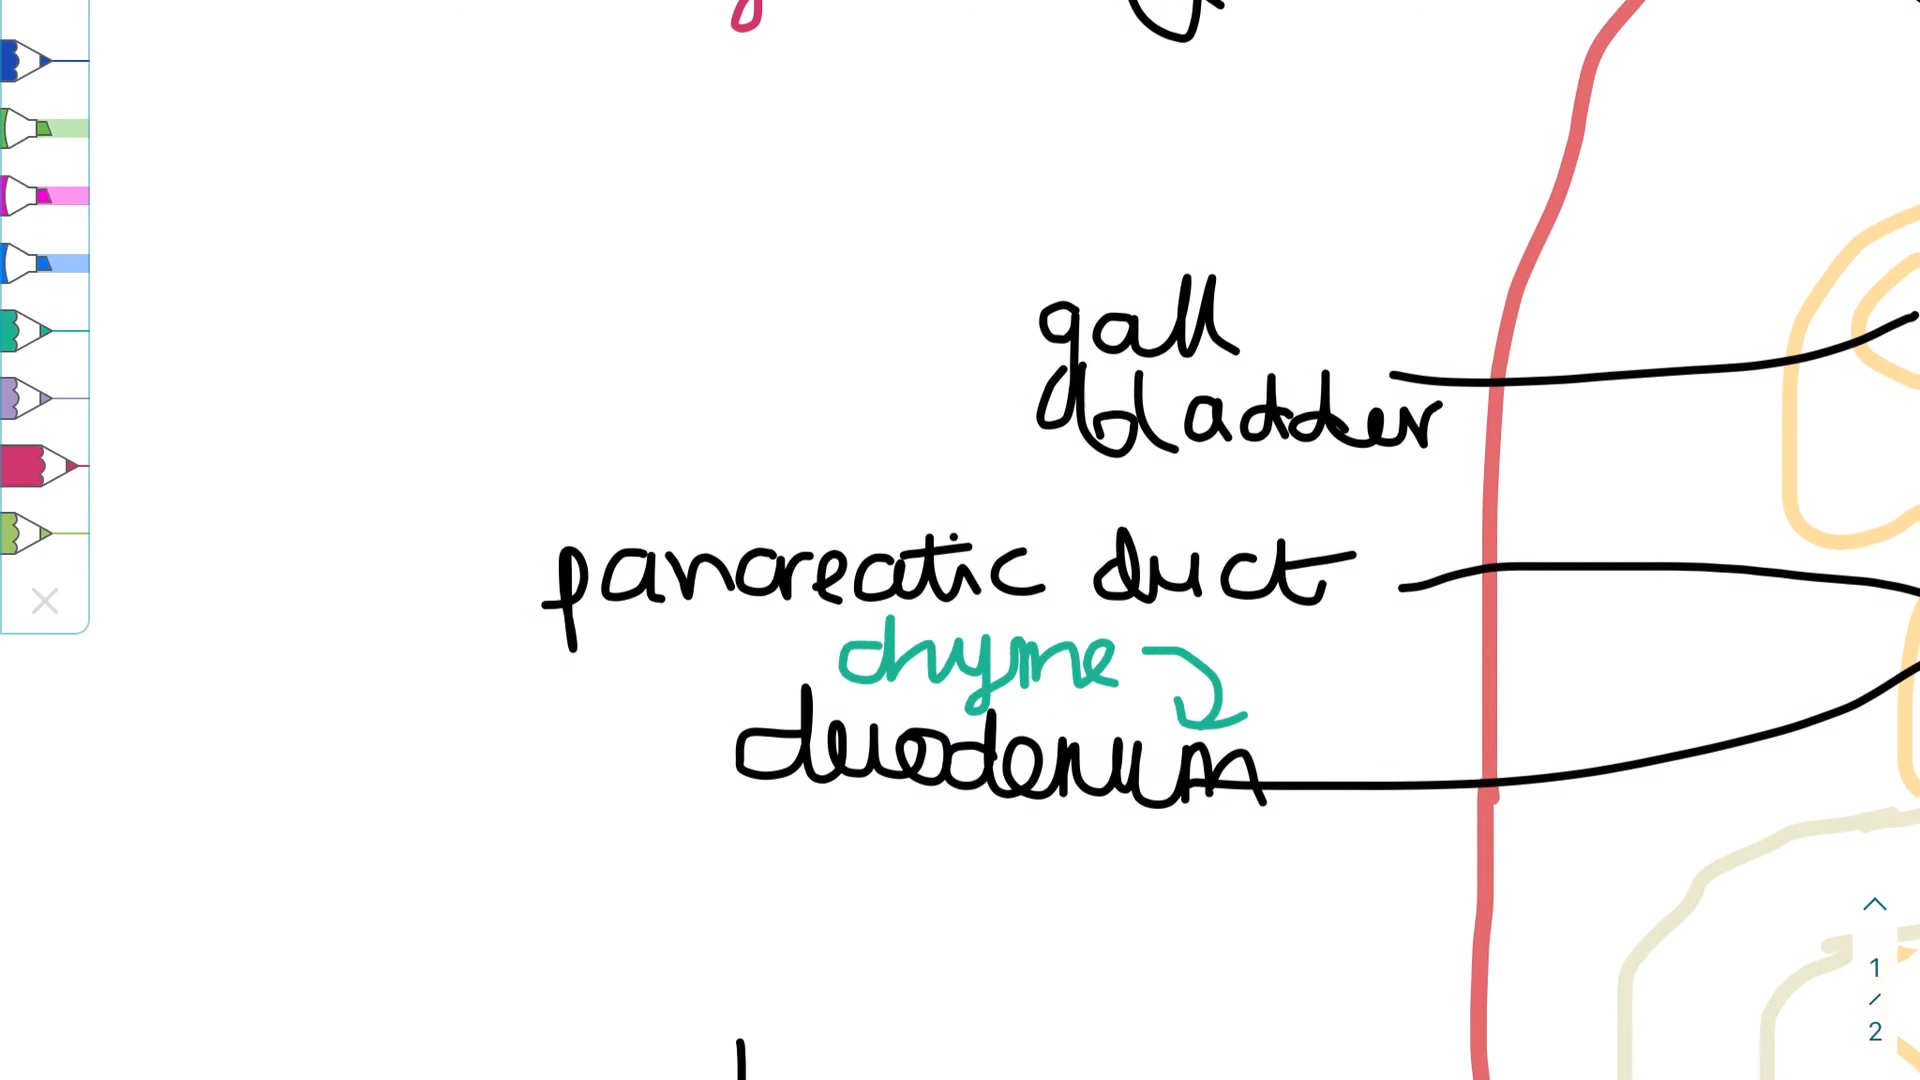 gall
bladder
pancreatic duct
chyme
duodenum
1
/
2